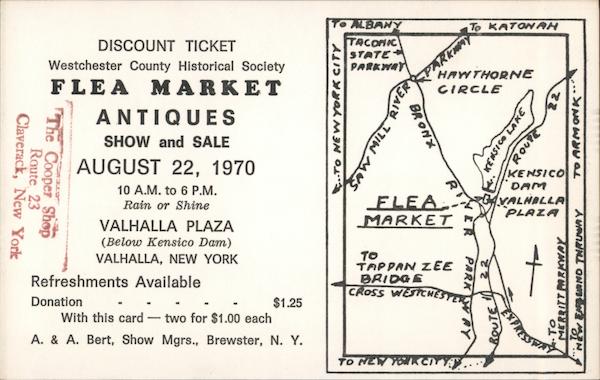 DISCOUNT TICKET
Westchester County Historical Society
FLEA MARKET
ANTIQUES
SHOW and SALE
AUGUST 22, 1970
10 A.M. to 6 P.M.
Rain or Shine
VALHALLA PLAZA
(Below Kensico Dam)
VALHALLA, NEW YORK
Refreshments Available
Donation - - - - $1.25
With this card — two for $1.00 each
A. & A. Bert, Show Mgrs., Brewster, N. Y.
The Cooper Shop
Route 23
Claverack, New York
TO ALBANY
TO KATONAH
TACONIC
STATE
PARKWAY
PARKWAY
HAWTHORNE
CIRCLE
TO NEW YORK CITY
SAW MILL RIVER
BRONX
RIVER PARKWAY
KENSICO LAKE
ROUTE 22
TO ARMONK
KENSICO
DAM
VALHALLA
PLAZA
FLEA
MARKET
TO
TAPPAN ZEE
BRIDGE
CROSS WESTCHESTER
EXPRESSWAY
ROUTE 22
TO
MERRITT PARKWAY
TO
NEW ENGLAND THRUWAY
TO NEW YORK CITY